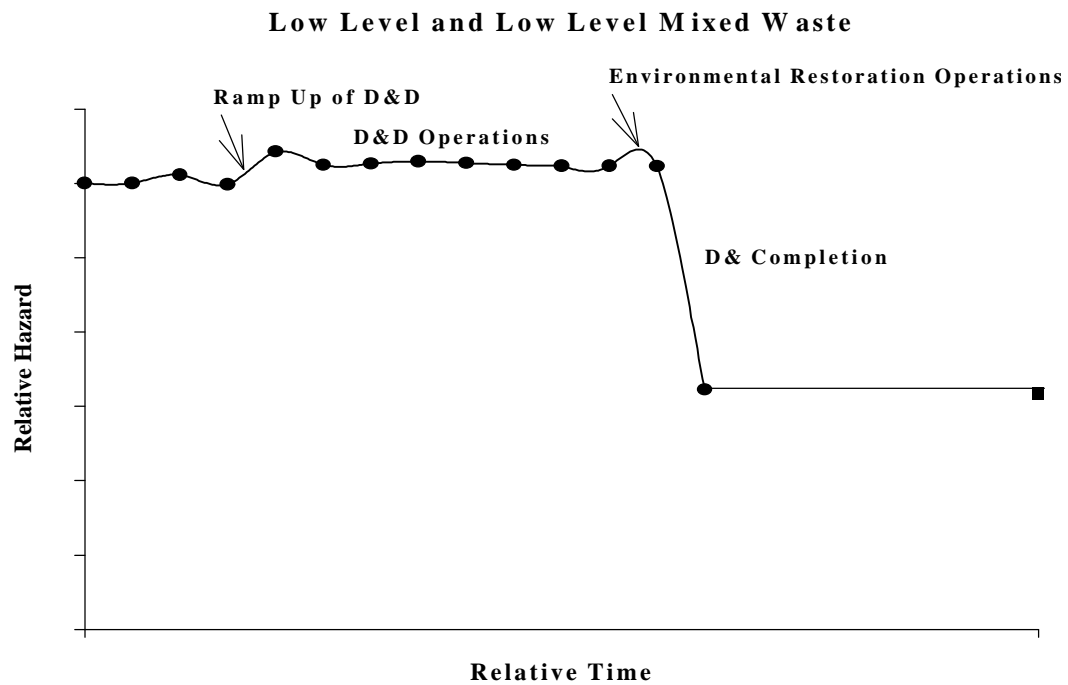 Low Level and Low Level Mixed Waste
Environmental Restoration Operations
Ramp Up of D&D
D&D Operations
D& Completion
Relative Hazard
Relative Time